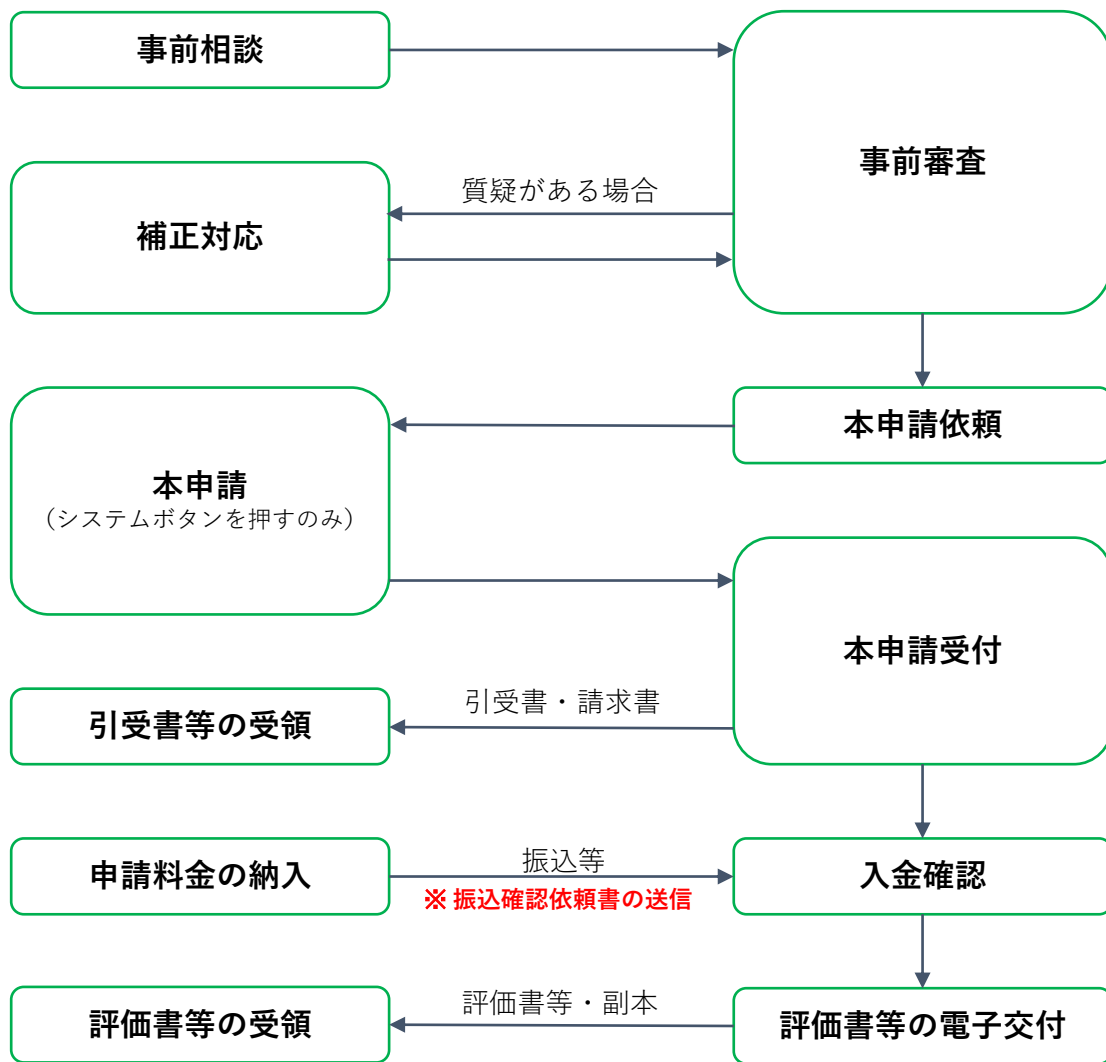 事前相談
事前審査
質疑がある場合
補正対応
本申請依頼
本申請
（システムボタンを押すのみ）
本申請受付
引受書・請求書
引受書等の受領
振込等
申請料金の納入
入金確認
※ 振込確認依頼書の送信
評価書等・副本
評価書等の受領
評価書等の電子交付